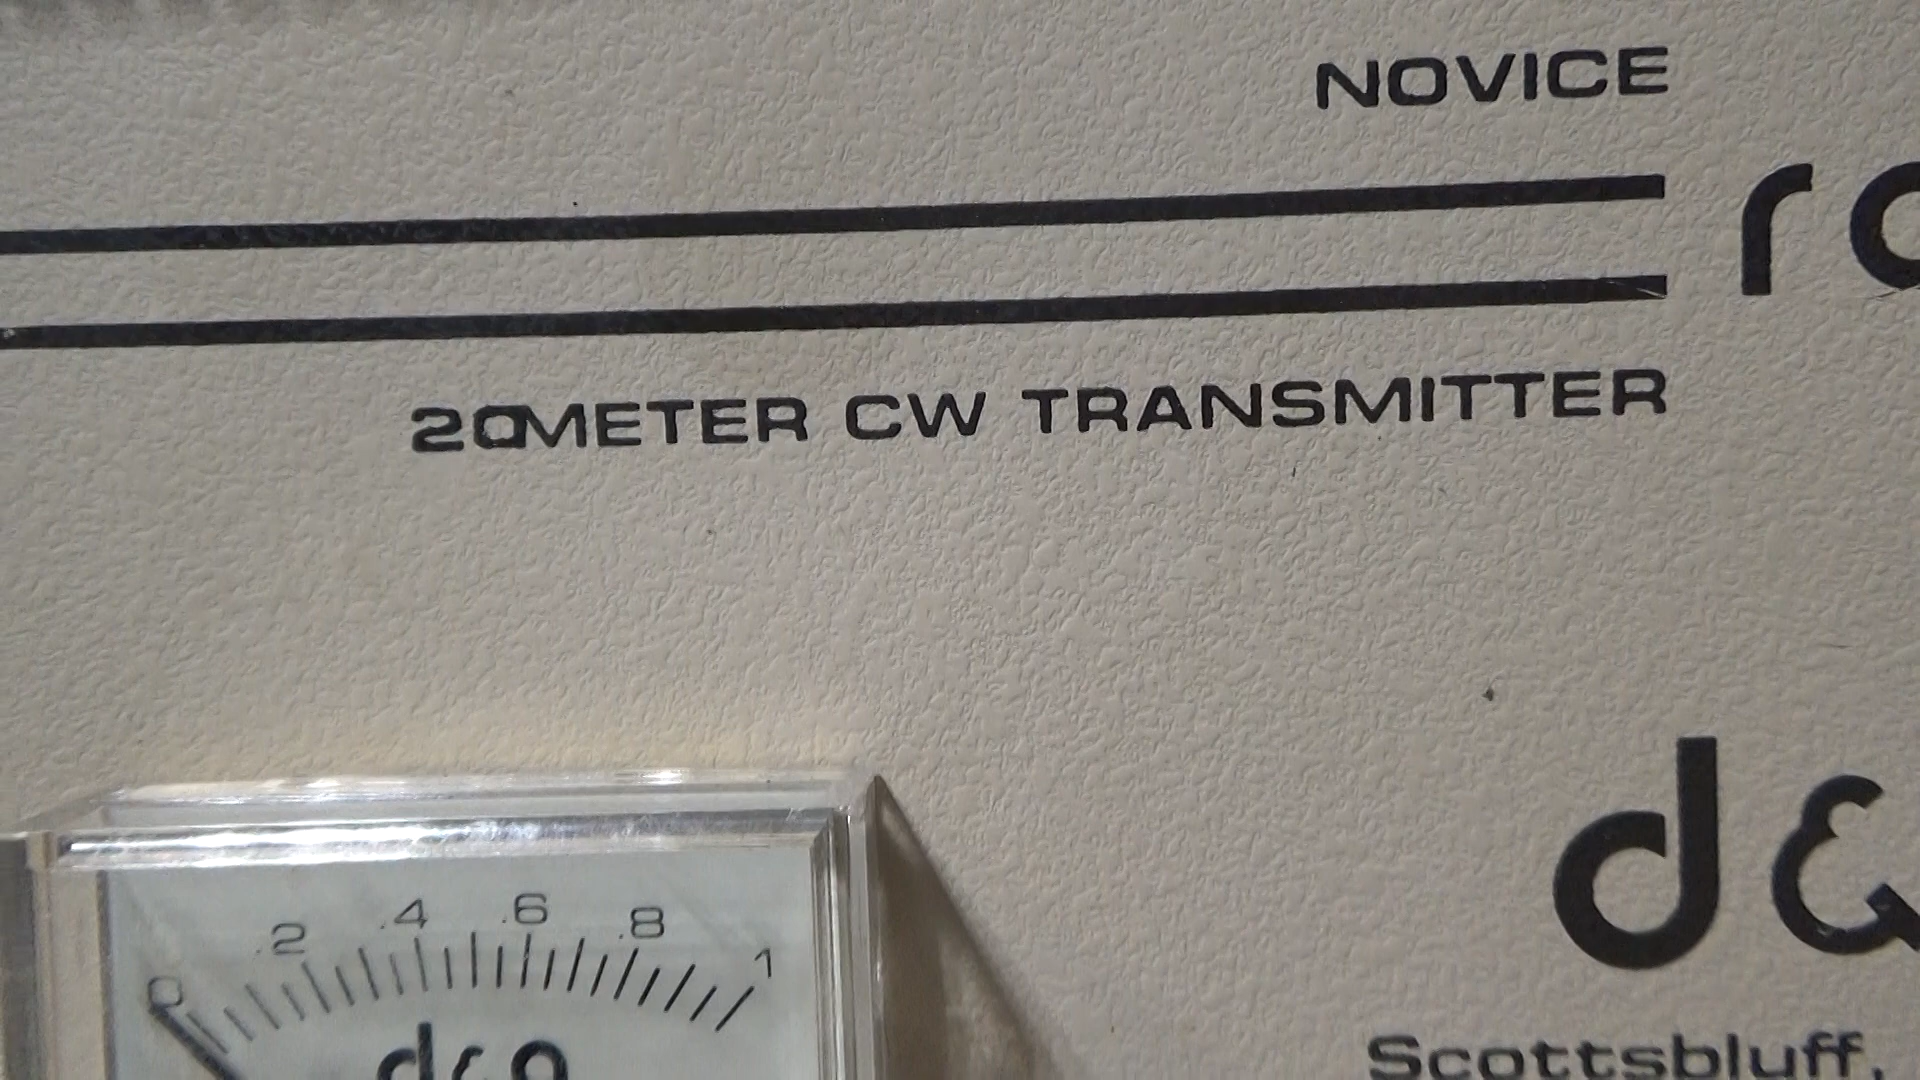 NOVICE
20METER CW TRANSMITTER
0 .2 .4 .6 .8 1
Scottsbluff,